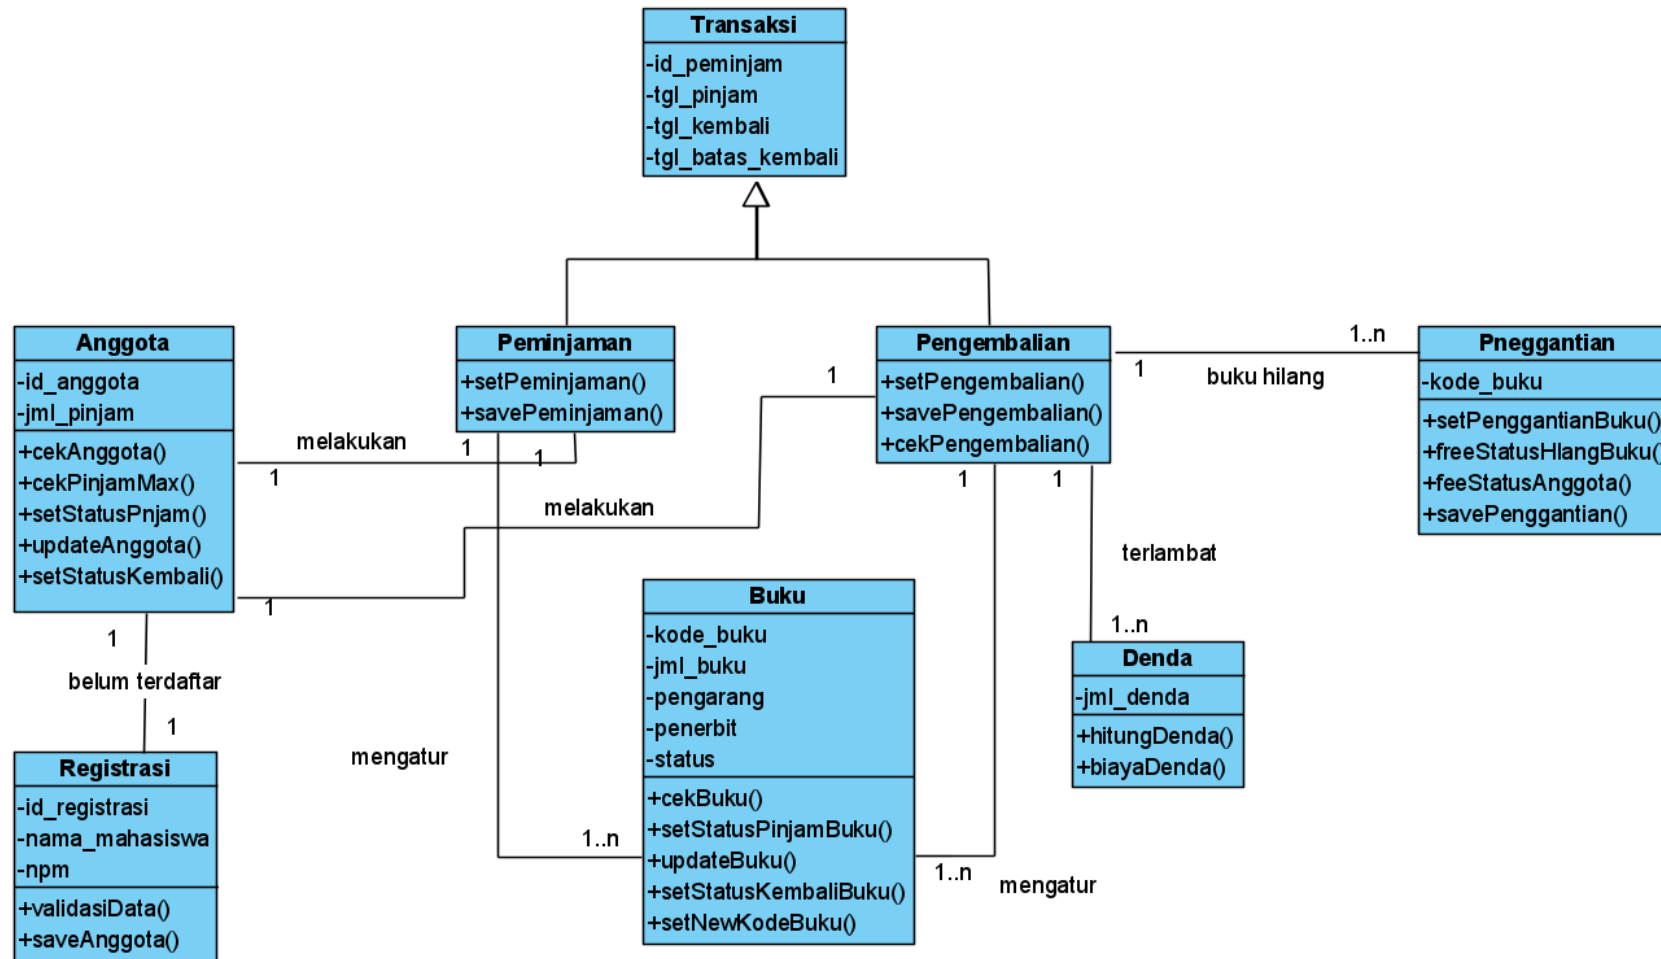 Transaksi
-id_peminjam
-tgl_pinjam
-tgl_kembali
-tgl_batas_kembali
Anggota
-id_anggota
-jml_pinjam
+cekAnggota()
+cekPinjamMax()
+setStatusPnjam()
+updateAnggota()
+setStatusKembali()
Peminjaman
+setPeminjaman()
+savePeminjaman()
Pengembalian
+setPengembalian()
+savePengembalian()
+cekPengembalian()
Pneggantian
-kode_buku
+setPenggantianBuku()
+freeStatusHlangBuku()
+feeStatusAnggota()
+savePenggantian()
1..n
1
buku hilang
1
melakukan
1
1
1
melakukan
1
1
1
terlambat
1..n
1
belum terdaftar
1
Registrasi
-id_registrasi
-nama_mahasiswa
-npm
+validasiData()
+saveAnggota()
mengatur
1..n
Buku
-kode_buku
-jml_buku
-pengarang
-penerbit
-status
+cekBuku()
+setStatusPinjamBuku()
+updateBuku()
+setStatusKembaliBuku()
+setNewKodeBuku()
1..n
mengatur
Denda
-jml_denda
+hitungDenda()
+biayaDenda()